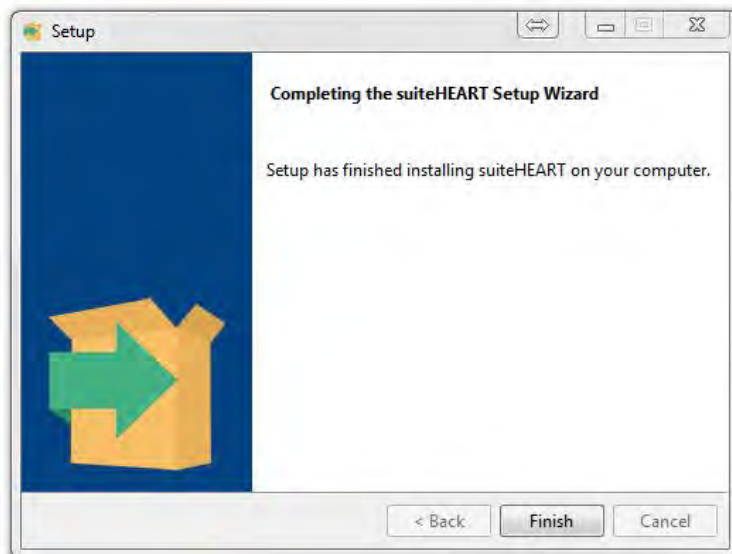 Setup
Completing the suiteHEART Setup Wizard
Setup has finished installing suiteHEART on your computer.
< Back
Finish
Cancel